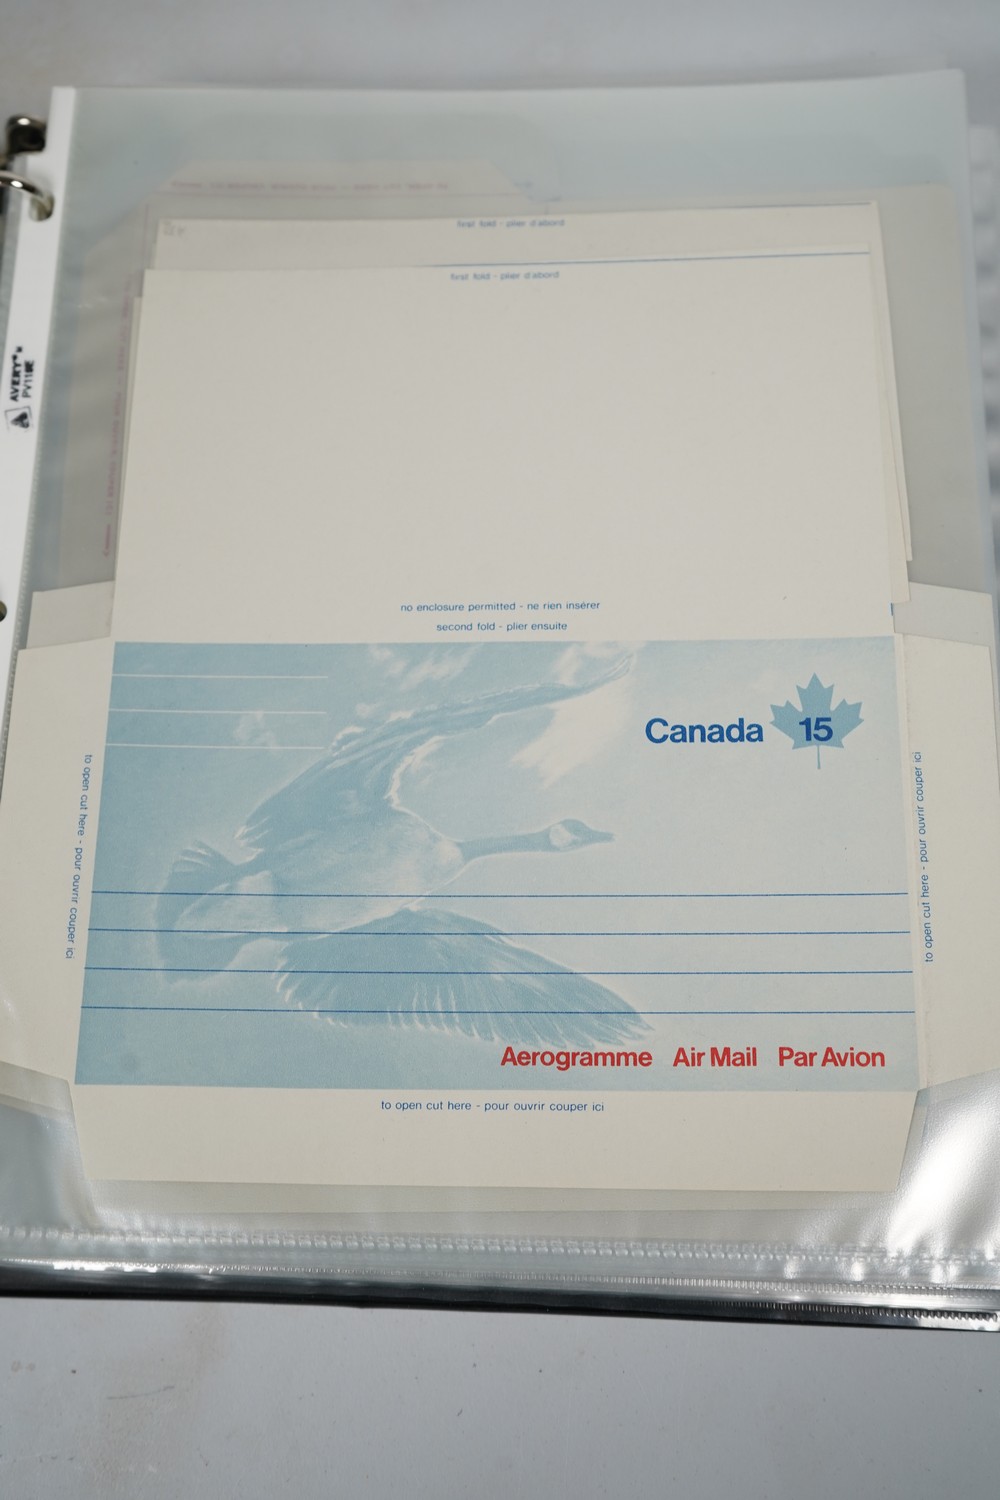 first fold - plier d'abord
first fold - plier d'abord
AVERY
no enclosure permitted - ne rien insérer
second fold - plier ensuite
Canada 15
to open cut here - pour ouvrir couper ici
to open cut here - pour ouvrir couper ici
Aerogramme Air Mail Par Avion
to open cut here - pour ouvrir couper ici